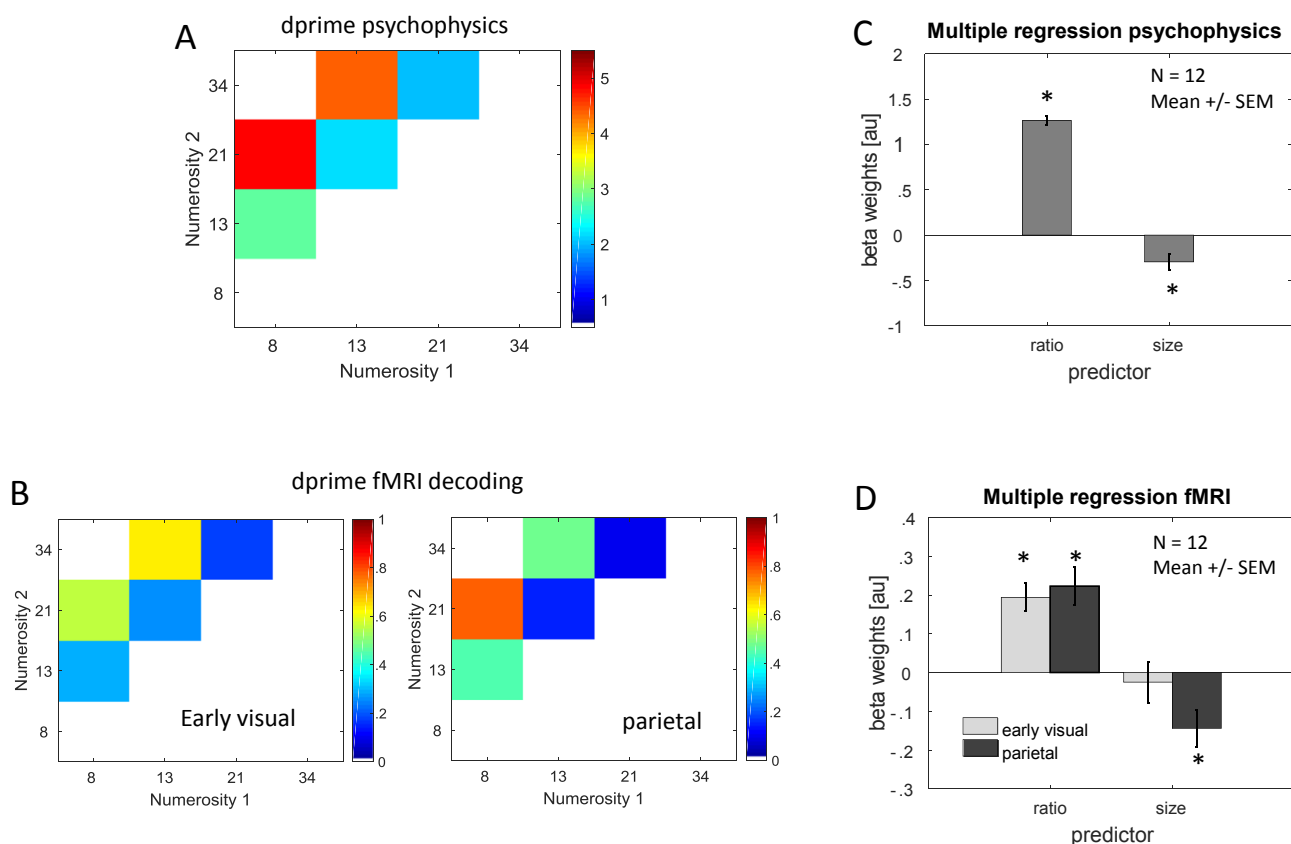 A
dprime psychophysics
34
21
13
8
Numerosity 2
8 13 21 34
Numerosity 1
5
4
3
2
1
C
Multiple regression psychophysics
N = 12
Mean +/- SEM
2
1.5
1
.5
0
-.5
-1
beta weights [au]
*
*
ratio size
predictor
B
dprime fMRI decoding
34
21
13
8
Numerosity 2
Early visual
8 13 21 34
Numerosity 1
1
.8
.6
.4
.2
0
34
21
13
8
Numerosity 2
parietal
8 13 21 34
Numerosity 1
1
.8
.6
.4
.2
0
D
Multiple regression fMRI
N = 12
Mean +/- SEM
.4
.3
.2
.1
0
-.1
-.2
-.3
beta weights [au]
* *
*
early visual
parietal
ratio size
predictor